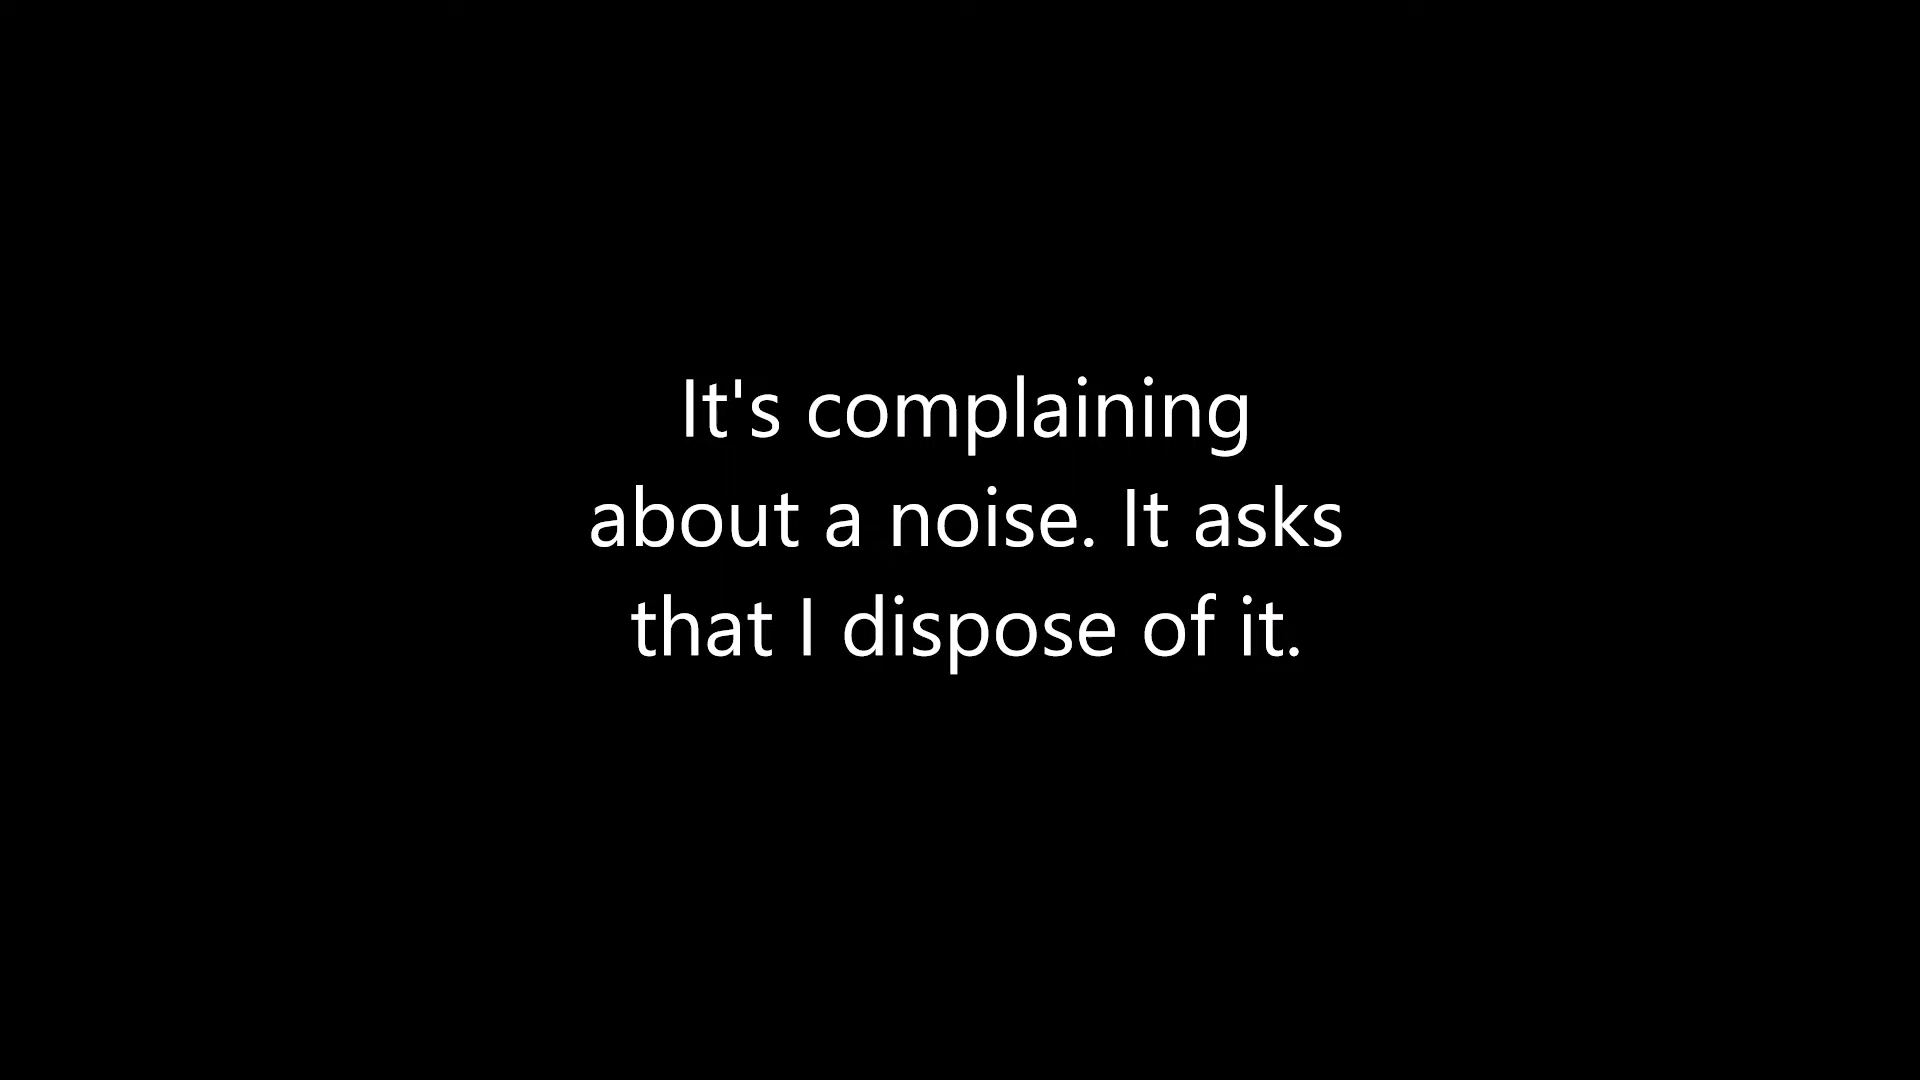 It's complaining
about a noise. It asks
that I dispose of it.